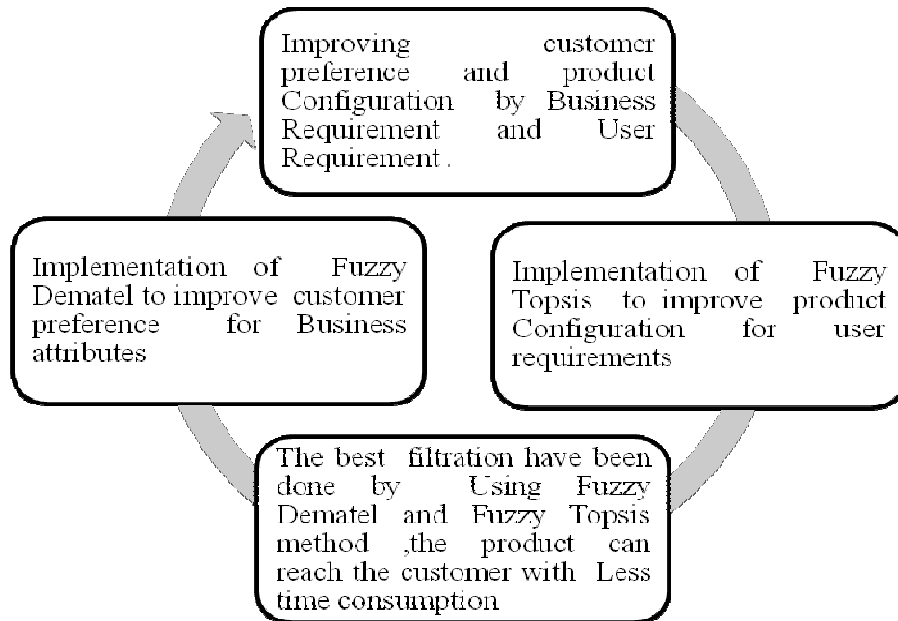 Improving customer
preference and product
Configuration by Business
Requirement and User
Requirement.
Implementation of Fuzzy
Dematel to improve customer
preference for Business
attributes
Implementation of Fuzzy
Topsis to improve product
Configuration for user
requirements
The best filtration have been
done by Using Fuzzy
Dematel and Fuzzy Topsis
method ,the product can
reach the customer with Less
time consumption